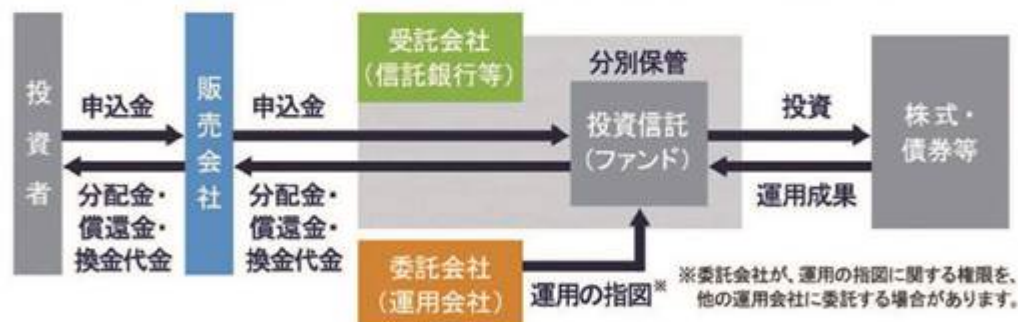 投資者
申込金
分配金・
償還金・
換金代金
販売会社
申込金
分配金・
償還金・
換金代金
受託会社
(信託銀行等)
分別保管
投資信託
(ファンド)
委託会社
(運用会社)
運用の指図※
投資
運用成果
株式・
債券等
※委託会社が、運用の指図に関する権限を、
他の運用会社に委託する場合があります。